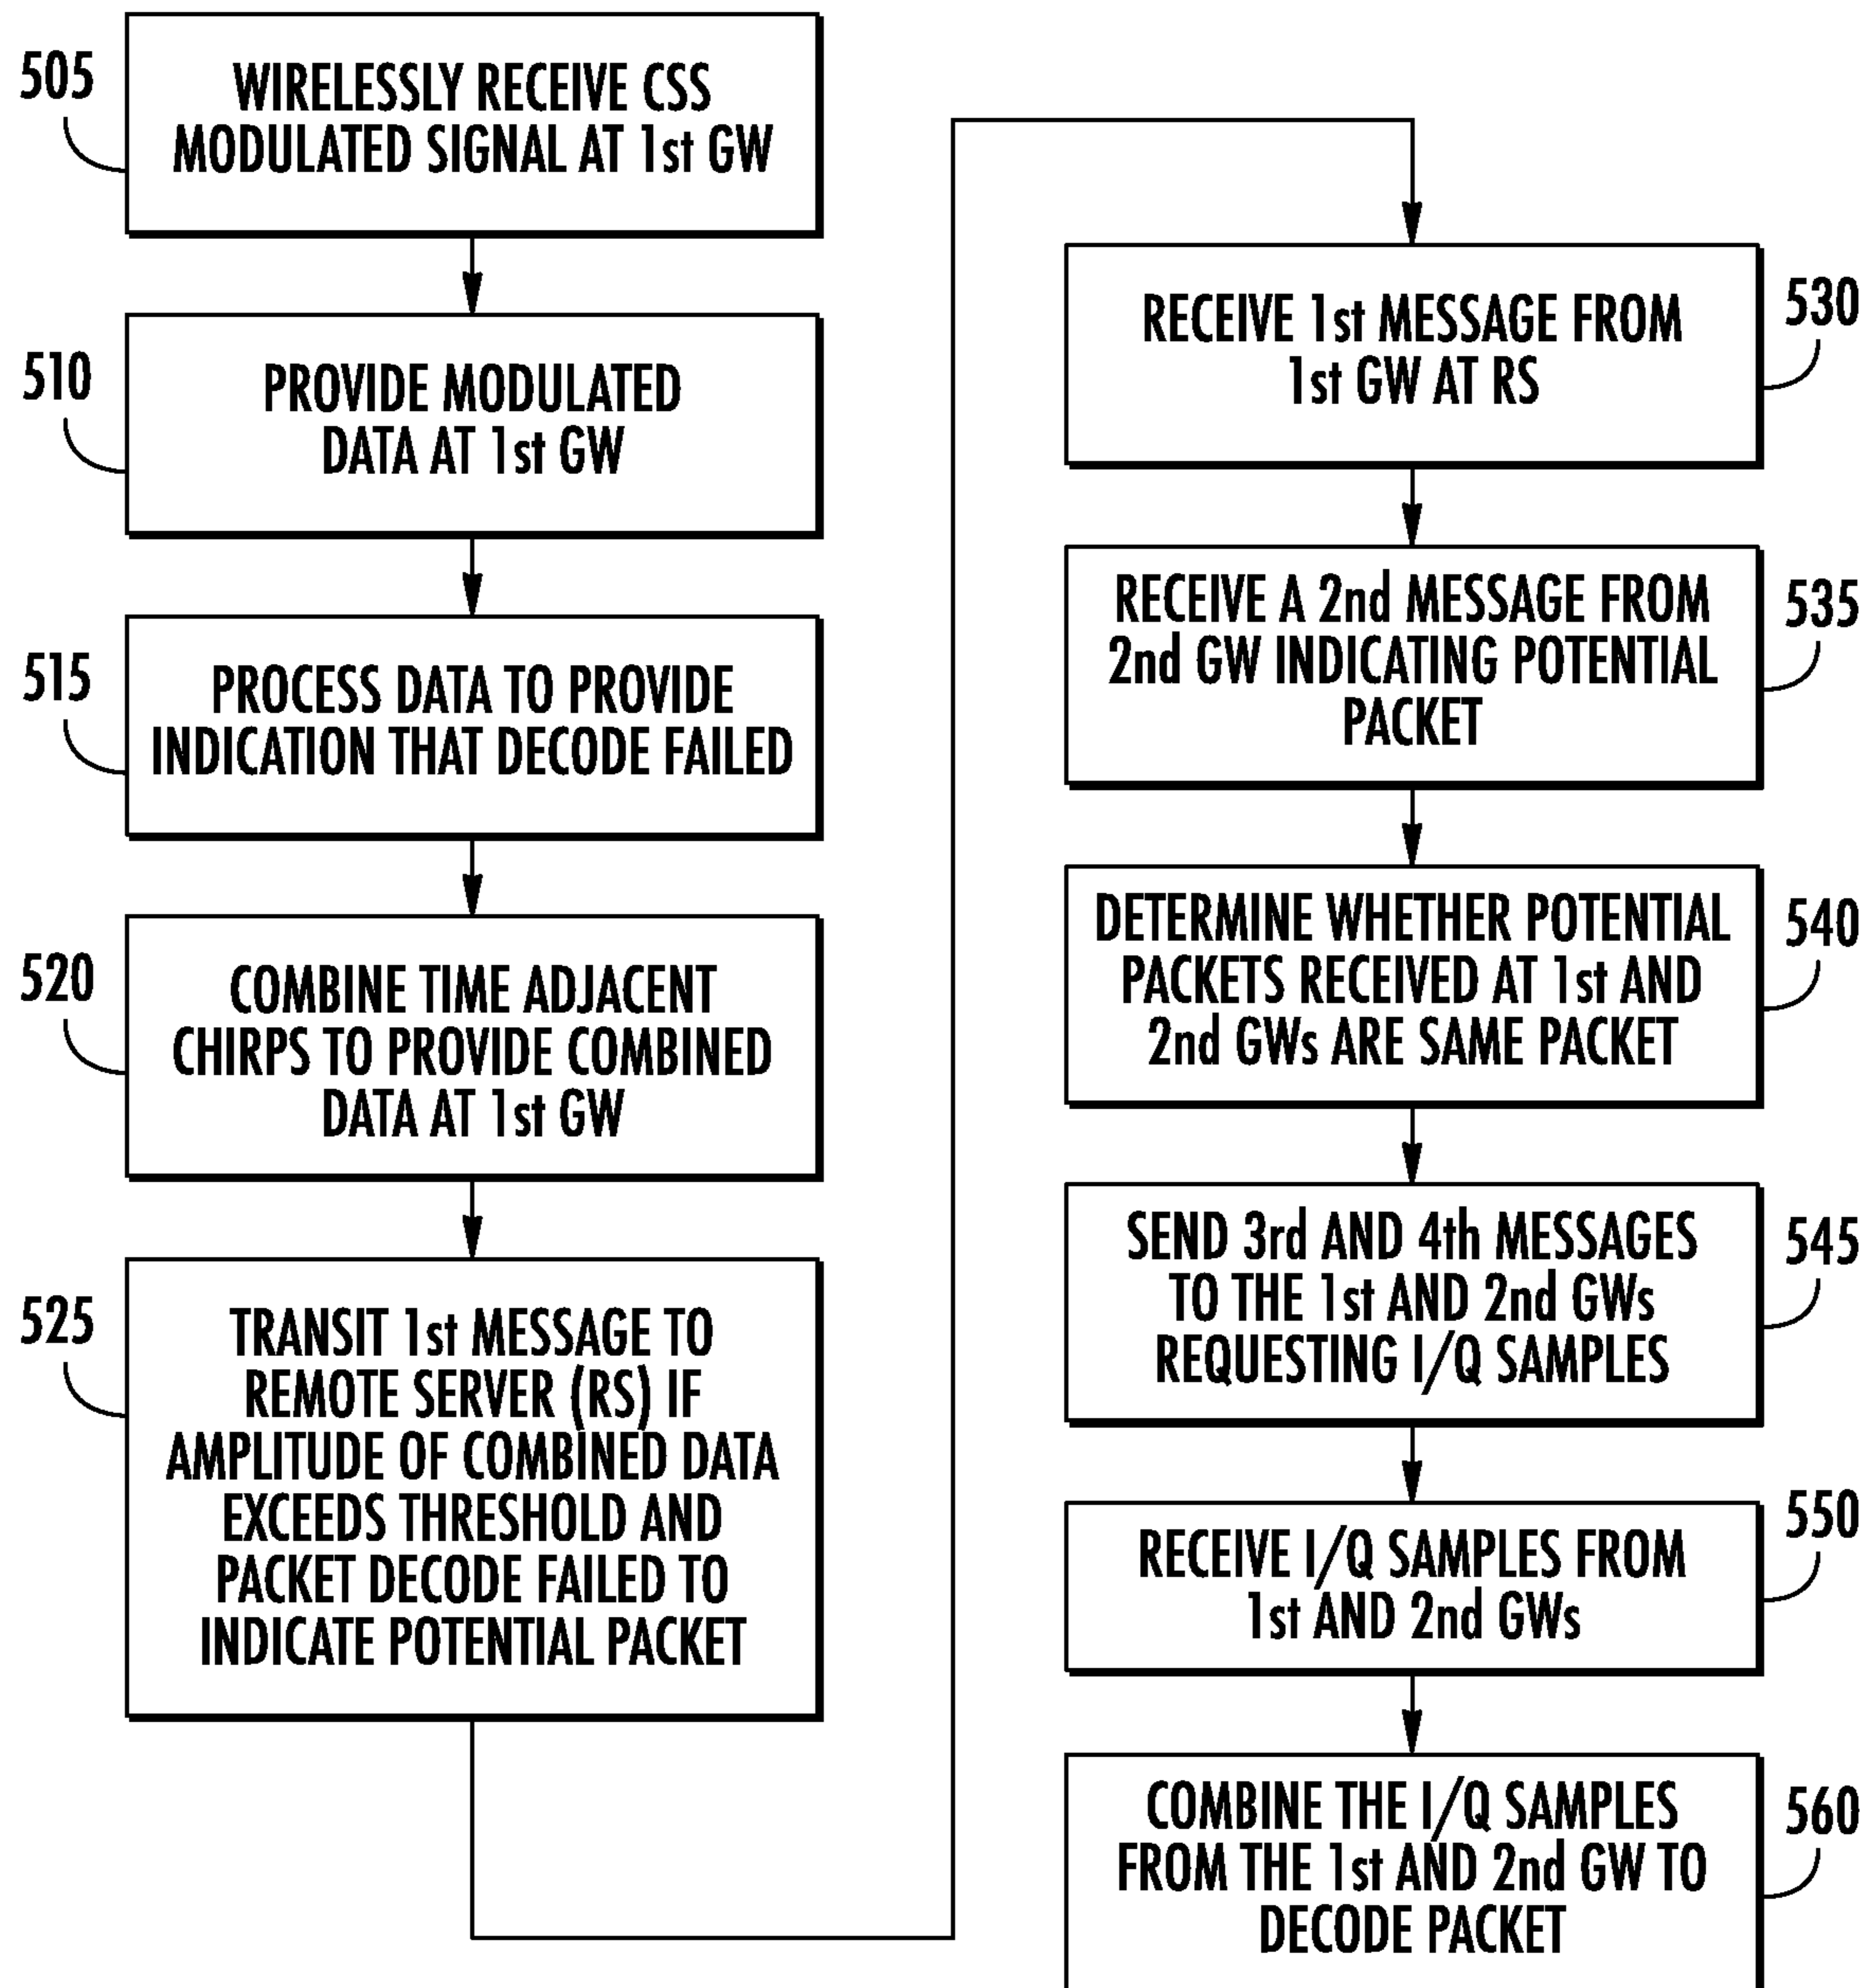 505
WIRELESSLY RECEIVE CSS
MODULATED SIGNAL AT 1st GW
510
PROVIDE MODULATED
DATA AT 1st GW
515
PROCESS DATA TO PROVIDE
INDICATION THAT DECODE FAILED
520
COMBINE TIME ADJACENT
CHIRPS TO PROVIDE COMBINED
DATA AT 1st GW
525
TRANSIT 1st MESSAGE TO
REMOTE SERVER (RS) IF
AMPLITUDE OF COMBINED DATA
EXCEEDS THRESHOLD AND
PACKET DECODE FAILED TO
INDICATE POTENTIAL PACKET
530
RECEIVE 1st MESSAGE FROM
1st GW AT RS
535
RECEIVE A 2nd MESSAGE FROM
2nd GW INDICATING POTENTIAL
PACKET
540
DETERMINE WHETHER POTENTIAL
PACKETS RECEIVED AT 1st AND
2nd GWs ARE SAME PACKET
545
SEND 3rd AND 4th MESSAGES
TO THE 1st AND 2nd GWs
REQUESTING I/Q SAMPLES
550
RECEIVE I/Q SAMPLES FROM
1st AND 2nd GWs
560
COMBINE THE I/Q SAMPLES
FROM THE 1st AND 2nd GW TO
DECODE PACKET